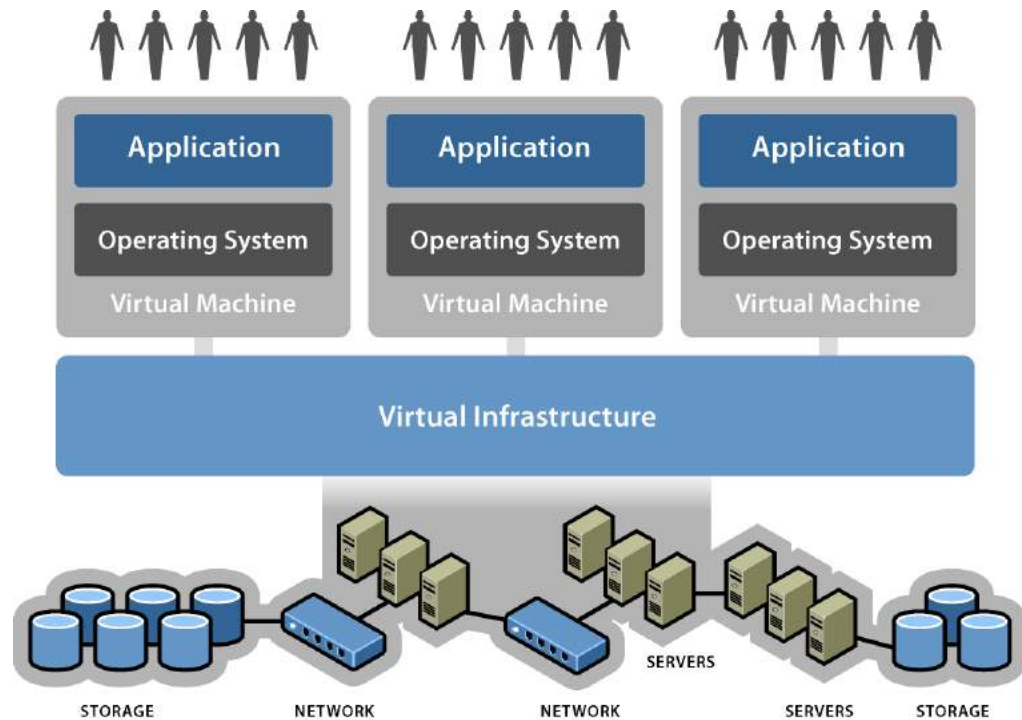 Application
Operating System
Virtual Machine
Application
Operating System
Virtual Machine
Application
Operating System
Virtual Machine
Virtual Infrastructure
SERVERS
STORAGE
NETWORK
NETWORK
SERVERS
STORAGE